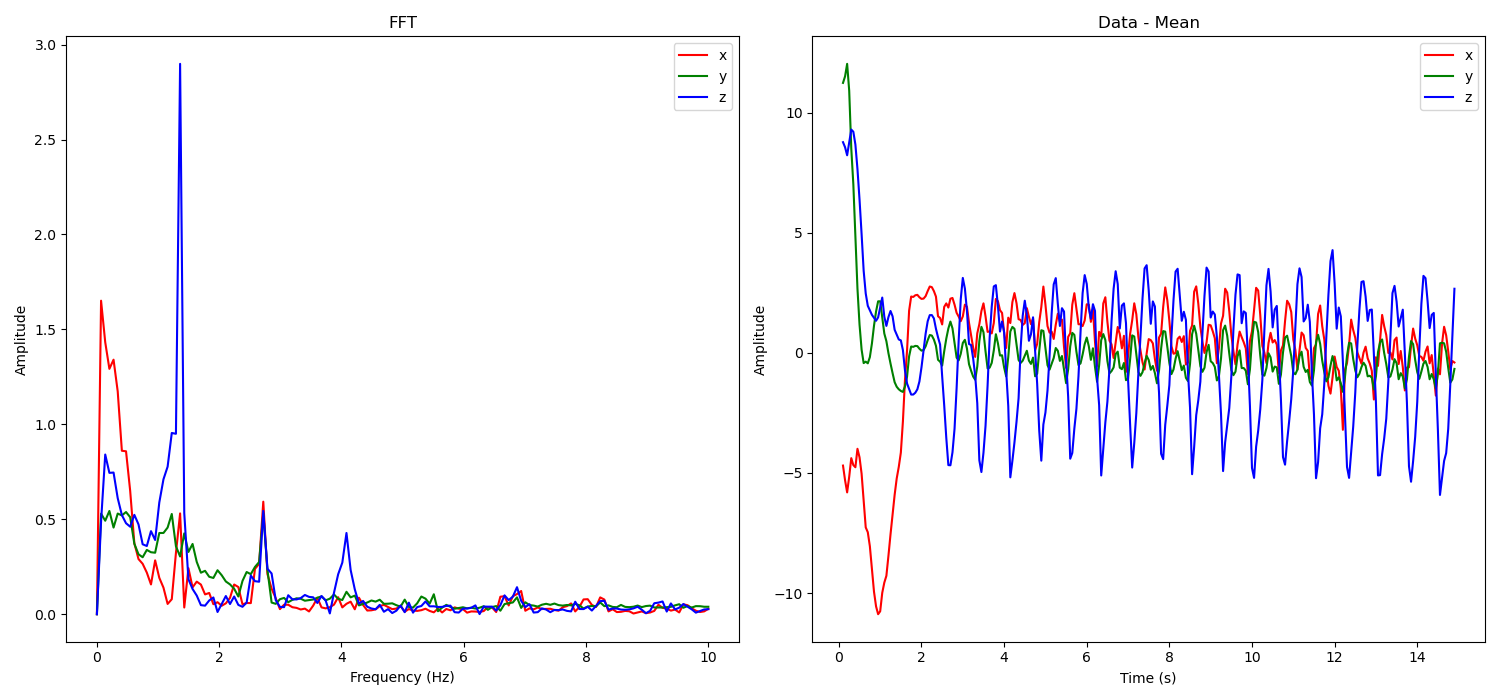 FFT
3.0
2.5
2.0
1.5
1.0
0.5
0.0
Amplitude
0 2 4 6 8 10
Frequency (Hz)
x
y
z
Data - Mean
10
5
0
−5
−10
Amplitude
0 2 4 6 8 10 12 14
Time (s)
x
y
z